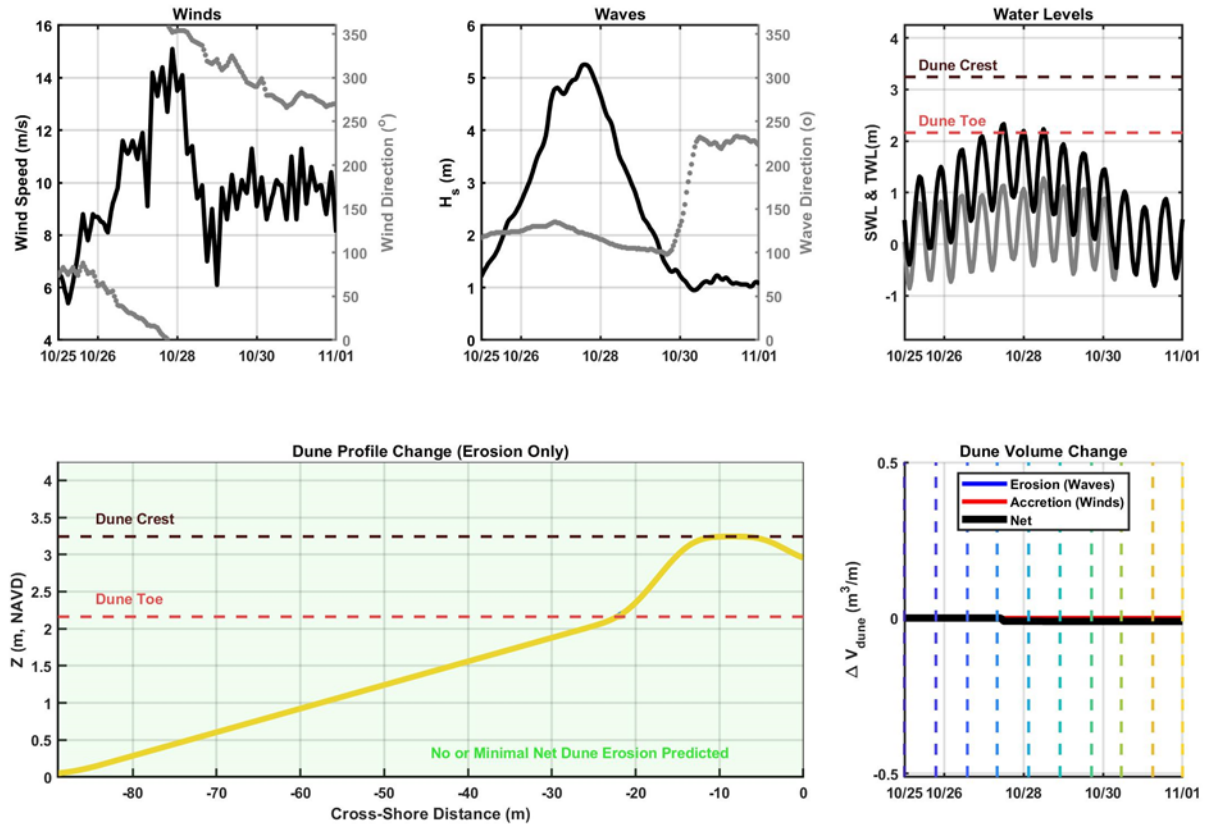 Winds
16
14
12
10
8
6
4
Wind Speed (m/s)
350
300
250
200
150
100
50
0
Wind Direction (°)
10/25 10/26 10/28 10/30 11/01
Waves
6
5
4
3
2
1
0
H_s (m)
350
300
250
200
150
100
50
0
Wave Direction (o)
10/25 10/26 10/28 10/30 11/01
Water Levels
4
3
2
1
0
-1
SWL & TWL(m)
Dune Crest
Dune Toe
10/25 10/26 10/28 10/30 11/01
Dune Profile Change (Erosion Only)
4
3.5
3
2.5
2
1.5
1
0.5
0
Z (m, NAVD)
Dune Crest
Dune Toe
No or Minimal Net Dune Erosion Predicted
-80 -70 -60 -50 -40 -30 -20 -10 0
Cross-Shore Distance (m)
Dune Volume Change
0.5
0
-0.5
Δ V_dune (m³/m)
Erosion (Waves)
Accretion (Winds)
Net
10/25 10/26 10/28 10/30 11/01